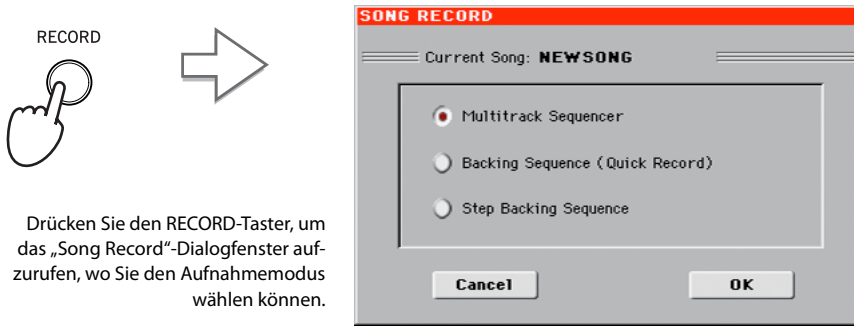 RECORD
Drücken Sie den RECORD-Taster, um
das „Song Record“-Dialogfenster auf-
zurufen, wo Sie den Aufnahmemodus
wählen können.
SONG RECORD
Current Song: NEWSONG
Multitrack Sequencer
Backing Sequence (Quick Record)
Step Backing Sequence
Cancel
OK